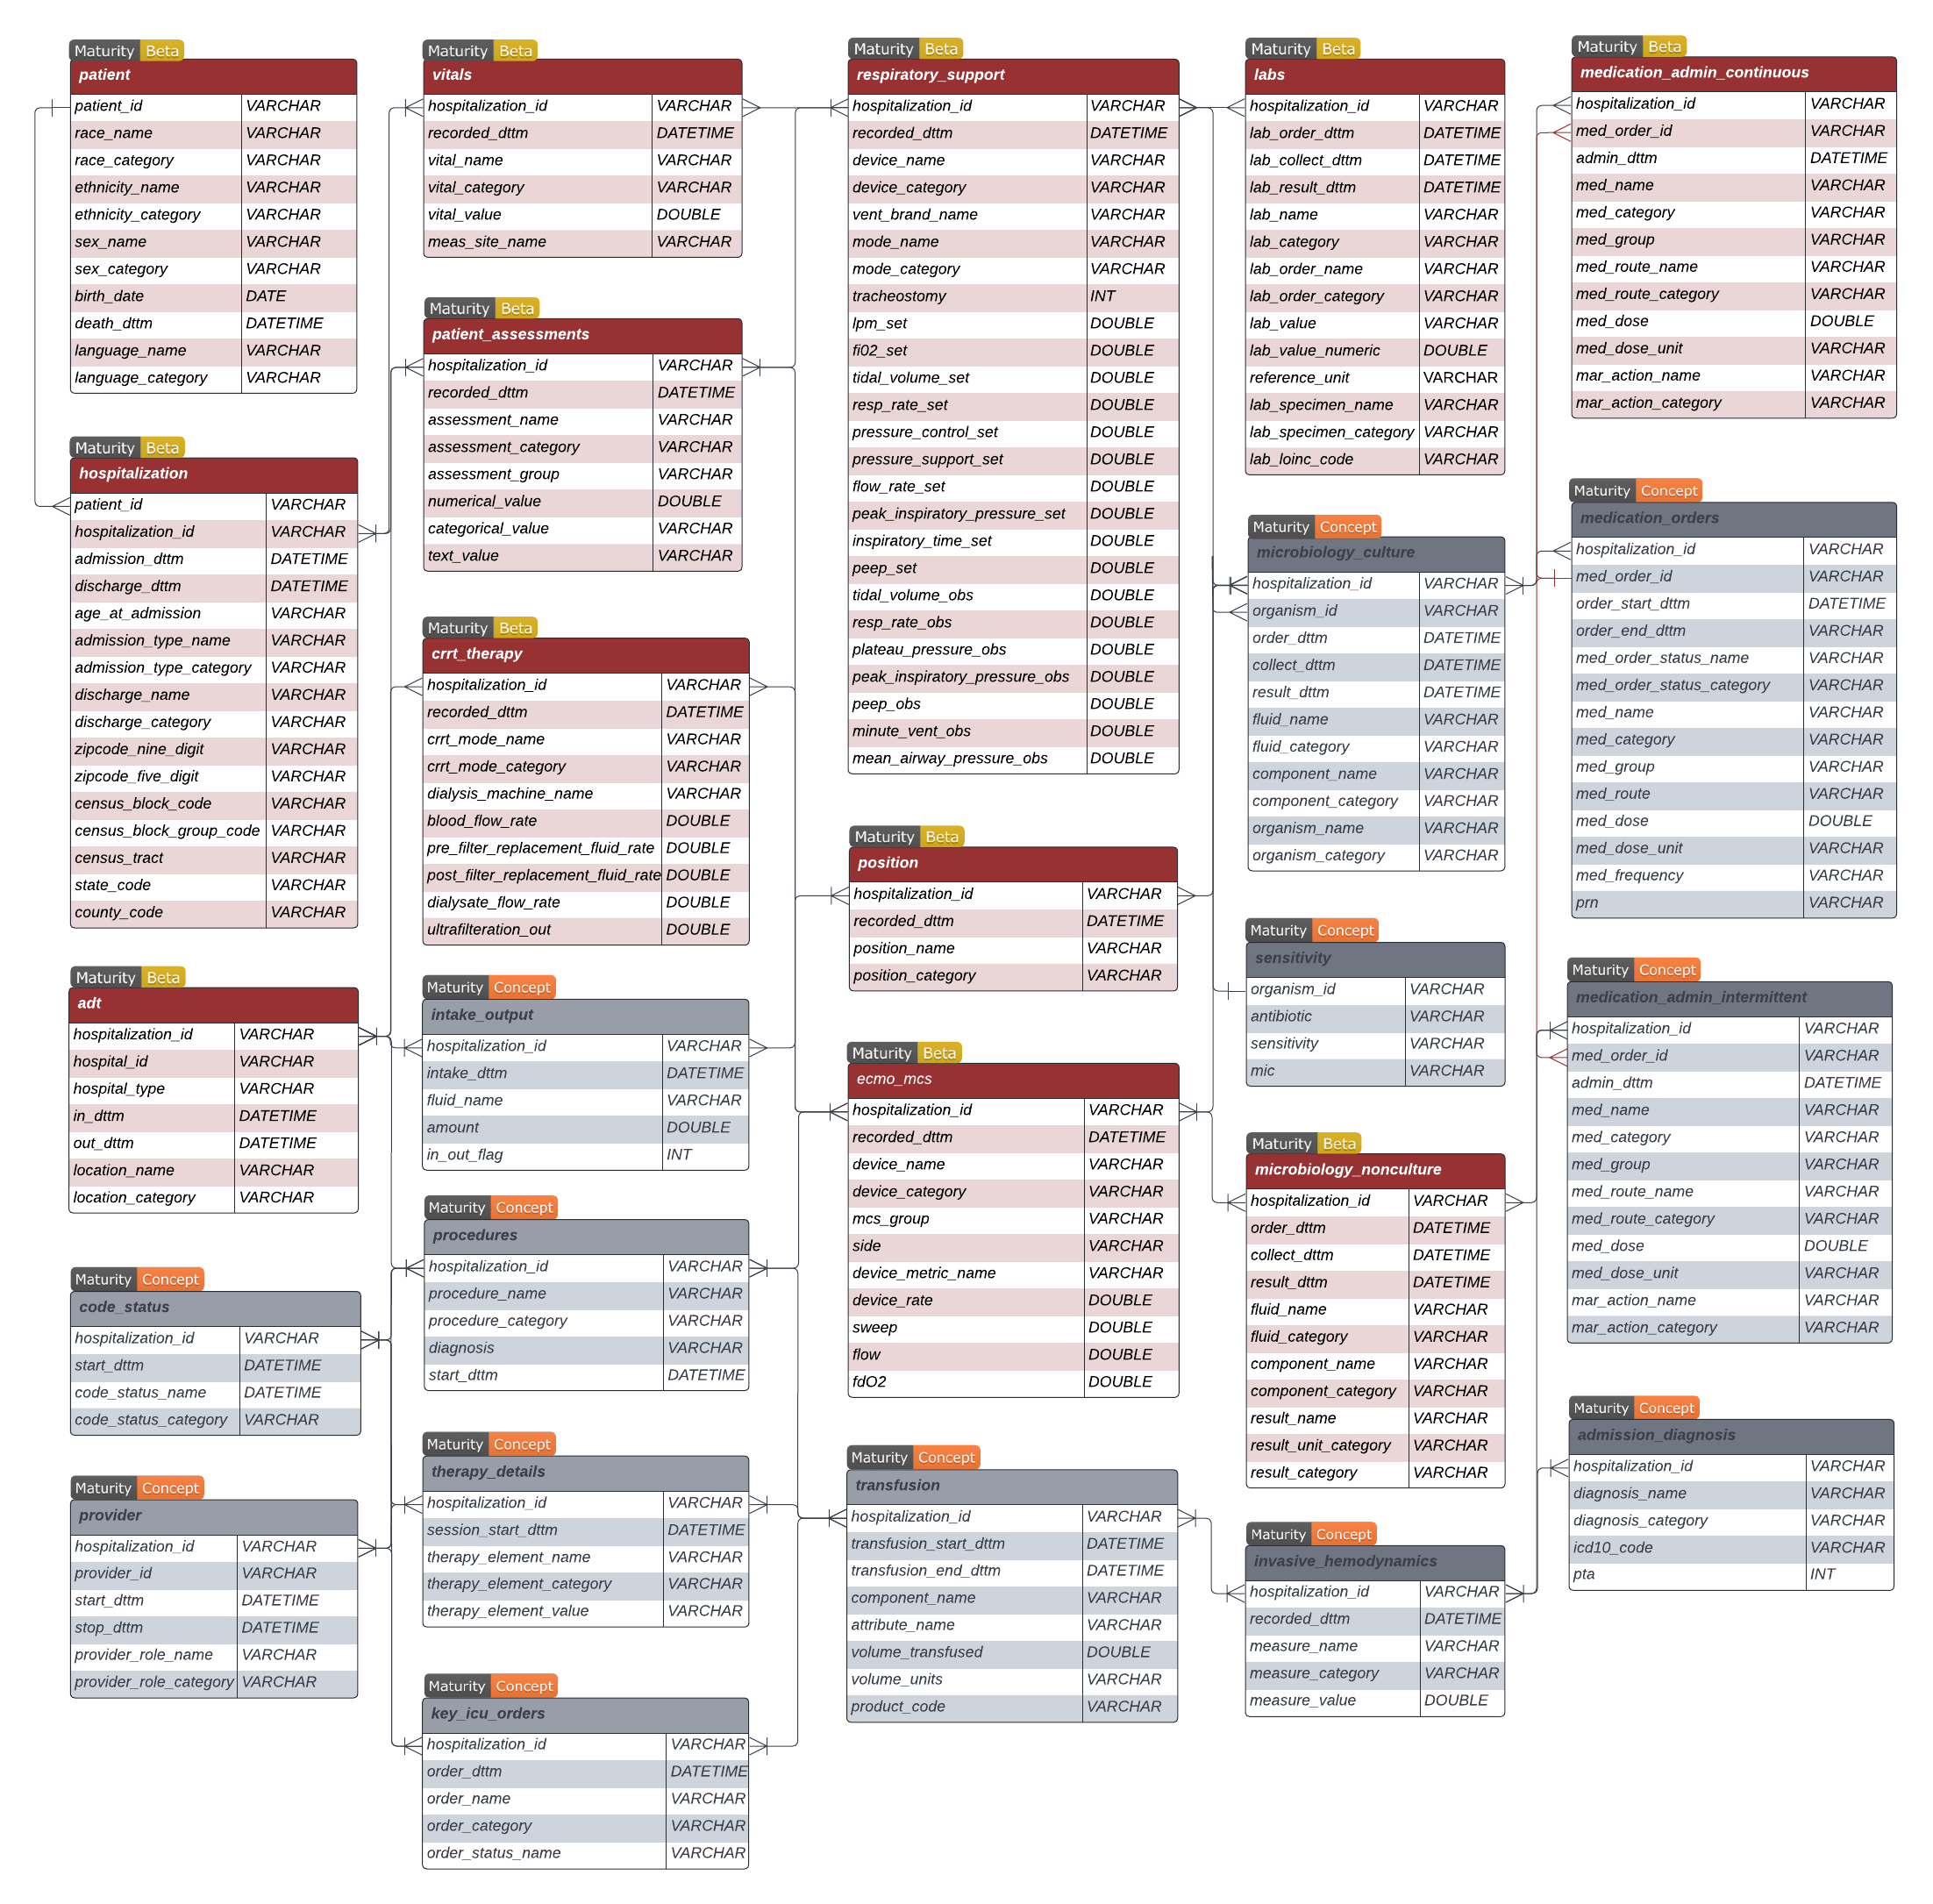 Maturity Beta
patient
patient_id VARCHAR
race_name VARCHAR
race_category VARCHAR
ethnicity_name VARCHAR
ethnicity_category VARCHAR
sex_name VARCHAR
sex_category VARCHAR
birth_date DATE
death_dttm DATETIME
language_name VARCHAR
language_category VARCHAR
Maturity Beta
hospitalization
patient_id VARCHAR
hospitalization_id VARCHAR
admission_dttm DATETIME
discharge_dttm DATETIME
age_at_admission VARCHAR
admission_type_name VARCHAR
admission_type_category VARCHAR
discharge_name VARCHAR
discharge_category VARCHAR
zipcode_nine_digit VARCHAR
zipcode_five_digit VARCHAR
census_block_code VARCHAR
census_block_group_code VARCHAR
census_tract VARCHAR
state_code VARCHAR
county_code VARCHAR
Maturity Beta
adt
hospitalization_id VARCHAR
hospital_id VARCHAR
hospital_type VARCHAR
in_dttm DATETIME
out_dttm DATETIME
location_name VARCHAR
location_category VARCHAR
Maturity Concept
code_status
hospitalization_id VARCHAR
start_dttm DATETIME
code_status_name DATETIME
code_status_category VARCHAR
Maturity Concept
provider
hospitalization_id VARCHAR
provider_id VARCHAR
start_dttm DATETIME
stop_dttm DATETIME
provider_role_name VARCHAR
provider_role_category VARCHAR
Maturity Beta
vitals
hospitalization_id VARCHAR
recorded_dttm DATETIME
vital_name VARCHAR
vital_category VARCHAR
vital_value DOUBLE
meas_site_name VARCHAR
Maturity Beta
patient_assessments
hospitalization_id VARCHAR
recorded_dttm DATETIME
assessment_name VARCHAR
assessment_category VARCHAR
assessment_group VARCHAR
numerical_value DOUBLE
categorical_value VARCHAR
text_value VARCHAR
Maturity Beta
crrt_therapy
hospitalization_id VARCHAR
recorded_dttm DATETIME
crrt_mode_name VARCHAR
crrt_mode_category VARCHAR
dialysis_machine_name VARCHAR
blood_flow_rate DOUBLE
pre_filter_replacement_fluid_rate DOUBLE
post_filter_replacement_fluid_rate DOUBLE
dialysate_flow_rate DOUBLE
ultrafilteration_out DOUBLE
Maturity Concept
intake_output
hospitalization_id VARCHAR
intake_dttm DATETIME
fluid_name VARCHAR
amount DOUBLE
in_out_flag INT
Maturity Concept
procedures
hospitalization_id VARCHAR
procedure_name VARCHAR
procedure_category VARCHAR
diagnosis VARCHAR
start_dttm DATETIME
Maturity Concept
therapy_details
hospitalization_id VARCHAR
session_start_dttm DATETIME
therapy_element_name VARCHAR
therapy_element_category VARCHAR
therapy_element_value VARCHAR
Maturity Concept
key_icu_orders
hospitalization_id VARCHAR
order_dttm DATETIME
order_name VARCHAR
order_category VARCHAR
order_status_name VARCHAR
Maturity Beta
respiratory_support
hospitalization_id VARCHAR
recorded_dttm DATETIME
device_name VARCHAR
device_category VARCHAR
vent_brand_name VARCHAR
mode_name VARCHAR
mode_category VARCHAR
tracheostomy INT
lpm_set DOUBLE
fi02_set DOUBLE
tidal_volume_set DOUBLE
resp_rate_set DOUBLE
pressure_control_set DOUBLE
pressure_support_set DOUBLE
flow_rate_set DOUBLE
peak_inspiratory_pressure_set DOUBLE
inspiratory_time_set DOUBLE
peep_set DOUBLE
tidal_volume_obs DOUBLE
resp_rate_obs DOUBLE
plateau_pressure_obs DOUBLE
peak_inspiratory_pressure_obs DOUBLE
peep_obs DOUBLE
minute_vent_obs DOUBLE
mean_airway_pressure_obs DOUBLE
Maturity Beta
position
hospitalization_id VARCHAR
recorded_dttm DATETIME
position_name VARCHAR
position_category VARCHAR
Maturity Beta
ecmo_mcs
hospitalization_id VARCHAR
recorded_dttm DATETIME
device_name VARCHAR
device_category VARCHAR
mcs_group VARCHAR
side VARCHAR
device_metric_name VARCHAR
device_rate DOUBLE
sweep DOUBLE
flow DOUBLE
fdO2 DOUBLE
Maturity Concept
transfusion
hospitalization_id VARCHAR
transfusion_start_dttm DATETIME
transfusion_end_dttm DATETIME
component_name VARCHAR
attribute_name VARCHAR
volume_transfused DOUBLE
volume_units VARCHAR
product_code VARCHAR
Maturity Beta
labs
hospitalization_id VARCHAR
lab_order_dttm DATETIME
lab_collect_dttm DATETIME
lab_result_dttm DATETIME
lab_name VARCHAR
lab_category VARCHAR
lab_order_name VARCHAR
lab_order_category VARCHAR
lab_value VARCHAR
lab_value_numeric DOUBLE
reference_unit VARCHAR
lab_specimen_name VARCHAR
lab_specimen_category VARCHAR
lab_loinc_code VARCHAR
Maturity Concept
microbiology_culture
hospitalization_id VARCHAR
organism_id VARCHAR
order_dttm DATETIME
collect_dttm DATETIME
result_dttm DATETIME
fluid_name VARCHAR
fluid_category VARCHAR
component_name VARCHAR
component_category VARCHAR
organism_name VARCHAR
organism_category VARCHAR
Maturity Concept
sensitivity
organism_id VARCHAR
antibiotic VARCHAR
sensitivity VARCHAR
mic VARCHAR
Maturity Beta
microbiology_nonculture
hospitalization_id VARCHAR
order_dttm DATETIME
collect_dttm DATETIME
result_dttm DATETIME
fluid_name VARCHAR
fluid_category VARCHAR
component_name VARCHAR
component_category VARCHAR
result_name VARCHAR
result_unit_category VARCHAR
result_category VARCHAR
Maturity Concept
invasive_hemodynamics
hospitalization_id VARCHAR
recorded_dttm DATETIME
measure_name VARCHAR
measure_category VARCHAR
measure_value DOUBLE
Maturity Beta
medication_admin_continuous
hospitalization_id VARCHAR
med_order_id VARCHAR
admin_dttm DATETIME
med_name VARCHAR
med_category VARCHAR
med_group VARCHAR
med_route_name VARCHAR
med_route_category VARCHAR
med_dose DOUBLE
med_dose_unit VARCHAR
mar_action_name VARCHAR
mar_action_category VARCHAR
Maturity Concept
medication_orders
hospitalization_id VARCHAR
med_order_id VARCHAR
order_start_dttm DATETIME
order_end_dttm VARCHAR
med_order_status_name VARCHAR
med_order_status_category VARCHAR
med_name VARCHAR
med_category VARCHAR
med_group VARCHAR
med_route VARCHAR
med_dose DOUBLE
med_dose_unit VARCHAR
med_frequency VARCHAR
prn VARCHAR
Maturity Concept
medication_admin_intermittent
hospitalization_id VARCHAR
med_order_id VARCHAR
admin_dttm DATETIME
med_name VARCHAR
med_category VARCHAR
med_group VARCHAR
med_route_name VARCHAR
med_route_category VARCHAR
med_dose DOUBLE
med_dose_unit VARCHAR
mar_action_name VARCHAR
mar_action_category VARCHAR
Maturity Concept
admission_diagnosis
hospitalization_id VARCHAR
diagnosis_name VARCHAR
diagnosis_category VARCHAR
icd10_code VARCHAR
pta INT